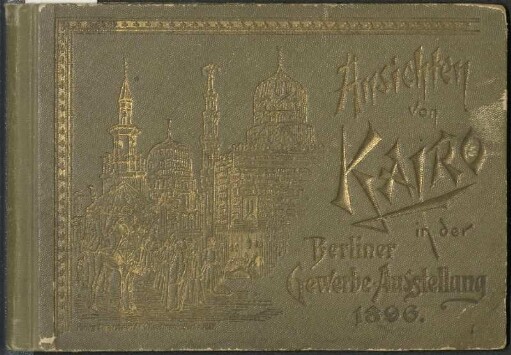 Ansichten
von
KAIRO
in der
Berliner
Gewerbe-Ausstellung
1896.